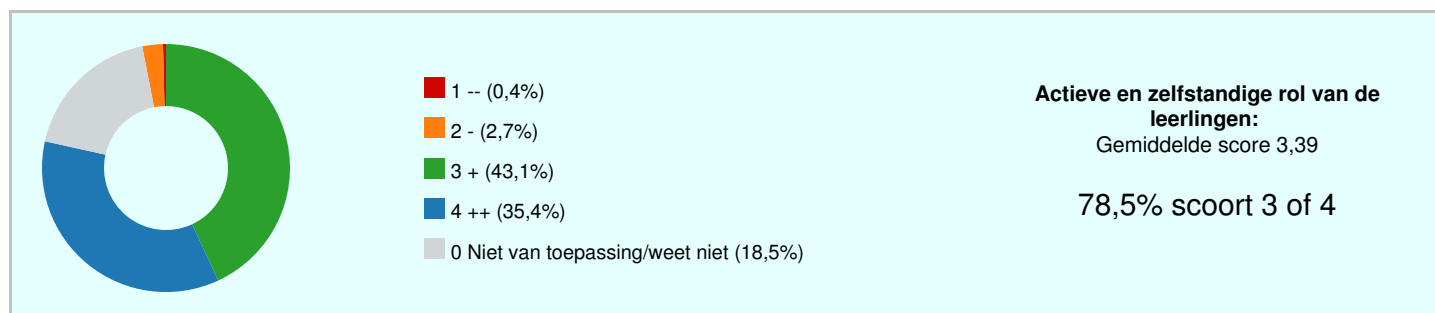 1 -- (0,4%)
2 - (2,7%)
3 + (43,1%)
4 ++ (35,4%)
0 Niet van toepassing/weet niet (18,5%)
Actieve en zelfstandige rol van de
leerlingen:
Gemiddelde score 3,39
78,5% scoort 3 of 4